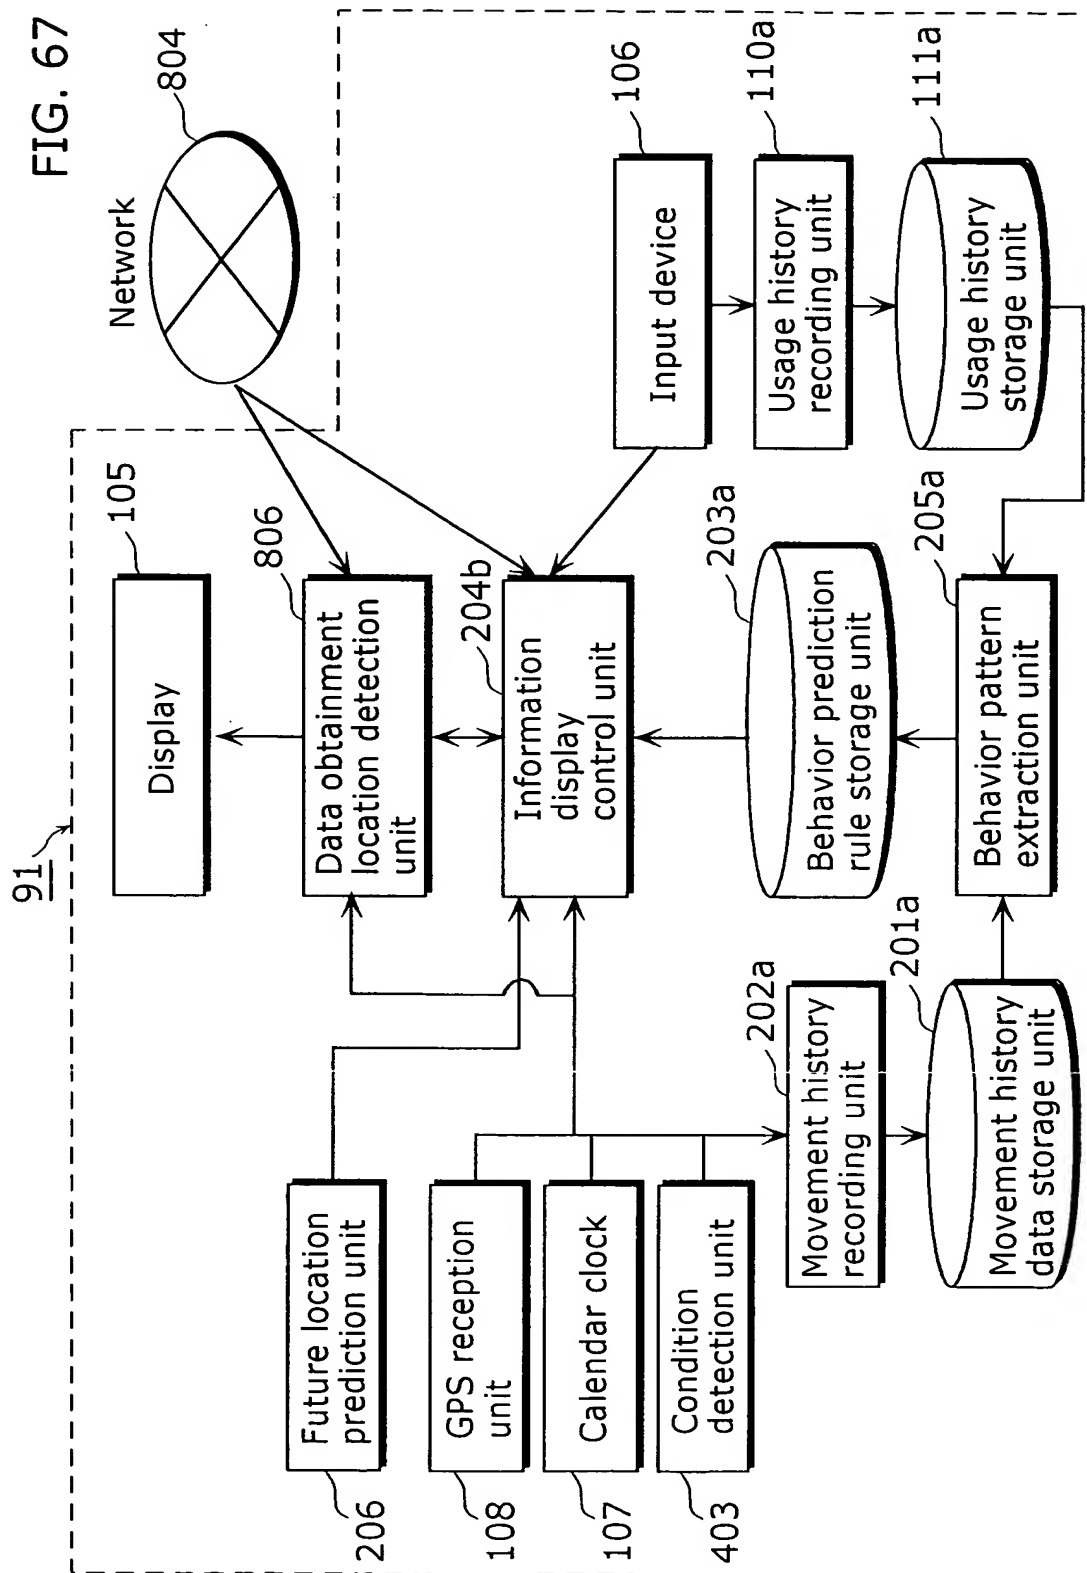 FIG. 67
91
Network
804
Display
105
Data obtainment
location detection
unit
806
Information
display
control unit
204b
Input device
106
Usage history
recording unit
110a
Usage history
storage unit
111a
Behavior prediction
rule storage unit
203a
Behavior pattern
extraction unit
205a
Future location
prediction unit
206
GPS reception
unit
108
Calendar clock
107
Condition
detection unit
403
Movement history
recording unit
202a
Movement history
data storage unit
201a